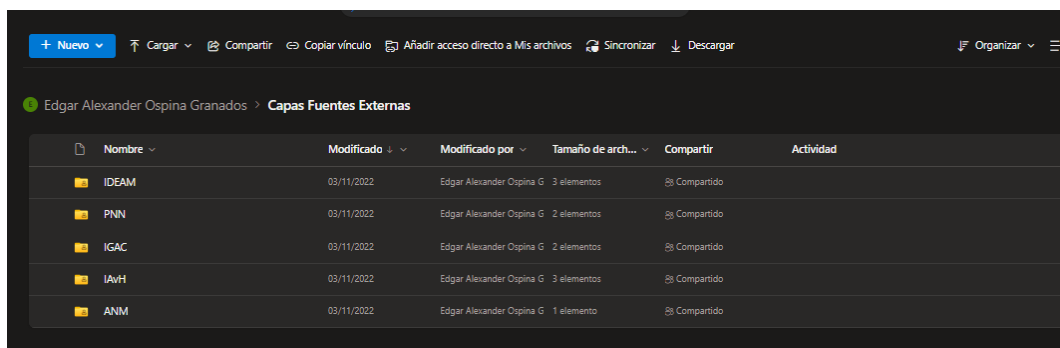 + Nuevo Cargar Compartir Copiar vínculo Añadir acceso directo a Mis archivos Sincronizar Descargar Organizar
E Edgar Alexander Ospina Granados > Capas Fuentes Externas
Nombre Modificado ↓ Modificado por Tamaño de arch... Compartir Actividad
IDEAM 03/11/2022 Edgar Alexander Ospina G 3 elementos Compartido
PNN 03/11/2022 Edgar Alexander Ospina G 2 elementos Compartido
IGAC 03/11/2022 Edgar Alexander Ospina G 2 elementos Compartido
IAvH 03/11/2022 Edgar Alexander Ospina G 3 elementos Compartido
ANM 03/11/2022 Edgar Alexander Ospina G 1 elemento Compartido